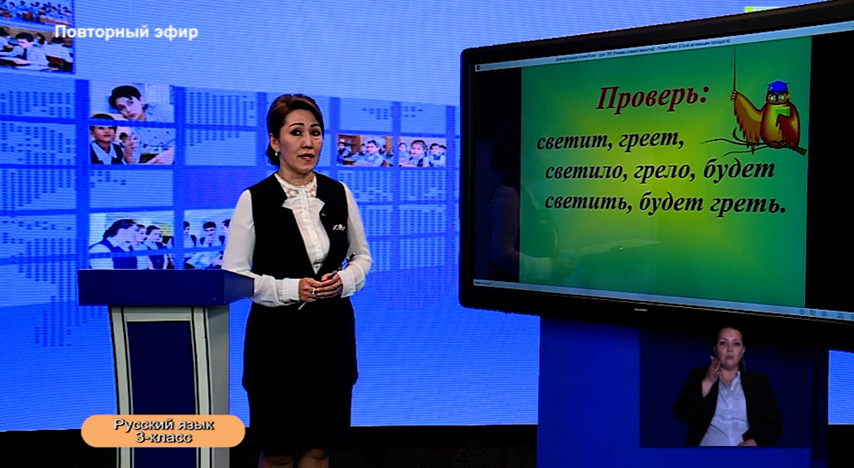 Повторный эфир
Проверь:
светит, греет,
светило, грело, будет
светить, будет греть.
Русский язык
3-класс